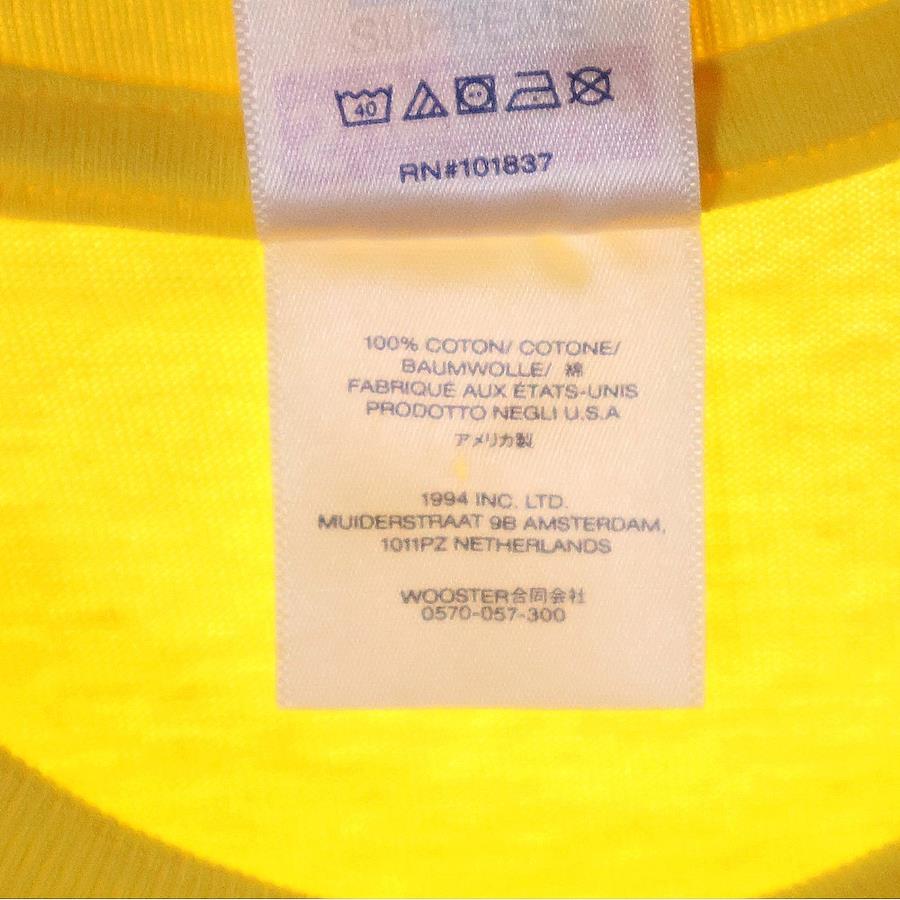 SUPREME
40
RN#101837
100% COTON/ COTONE/
BAUMWOLLE/ 綿
FABRIQUÉ AUX ÉTATS-UNIS
PRODOTTO NEGLI U.S.A
アメリカ製
1994 INC. LTD.
MUIDERSTRAAT 9B AMSTERDAM,
1011PZ NETHERLANDS
WOOSTER合同会社
0570-057-300